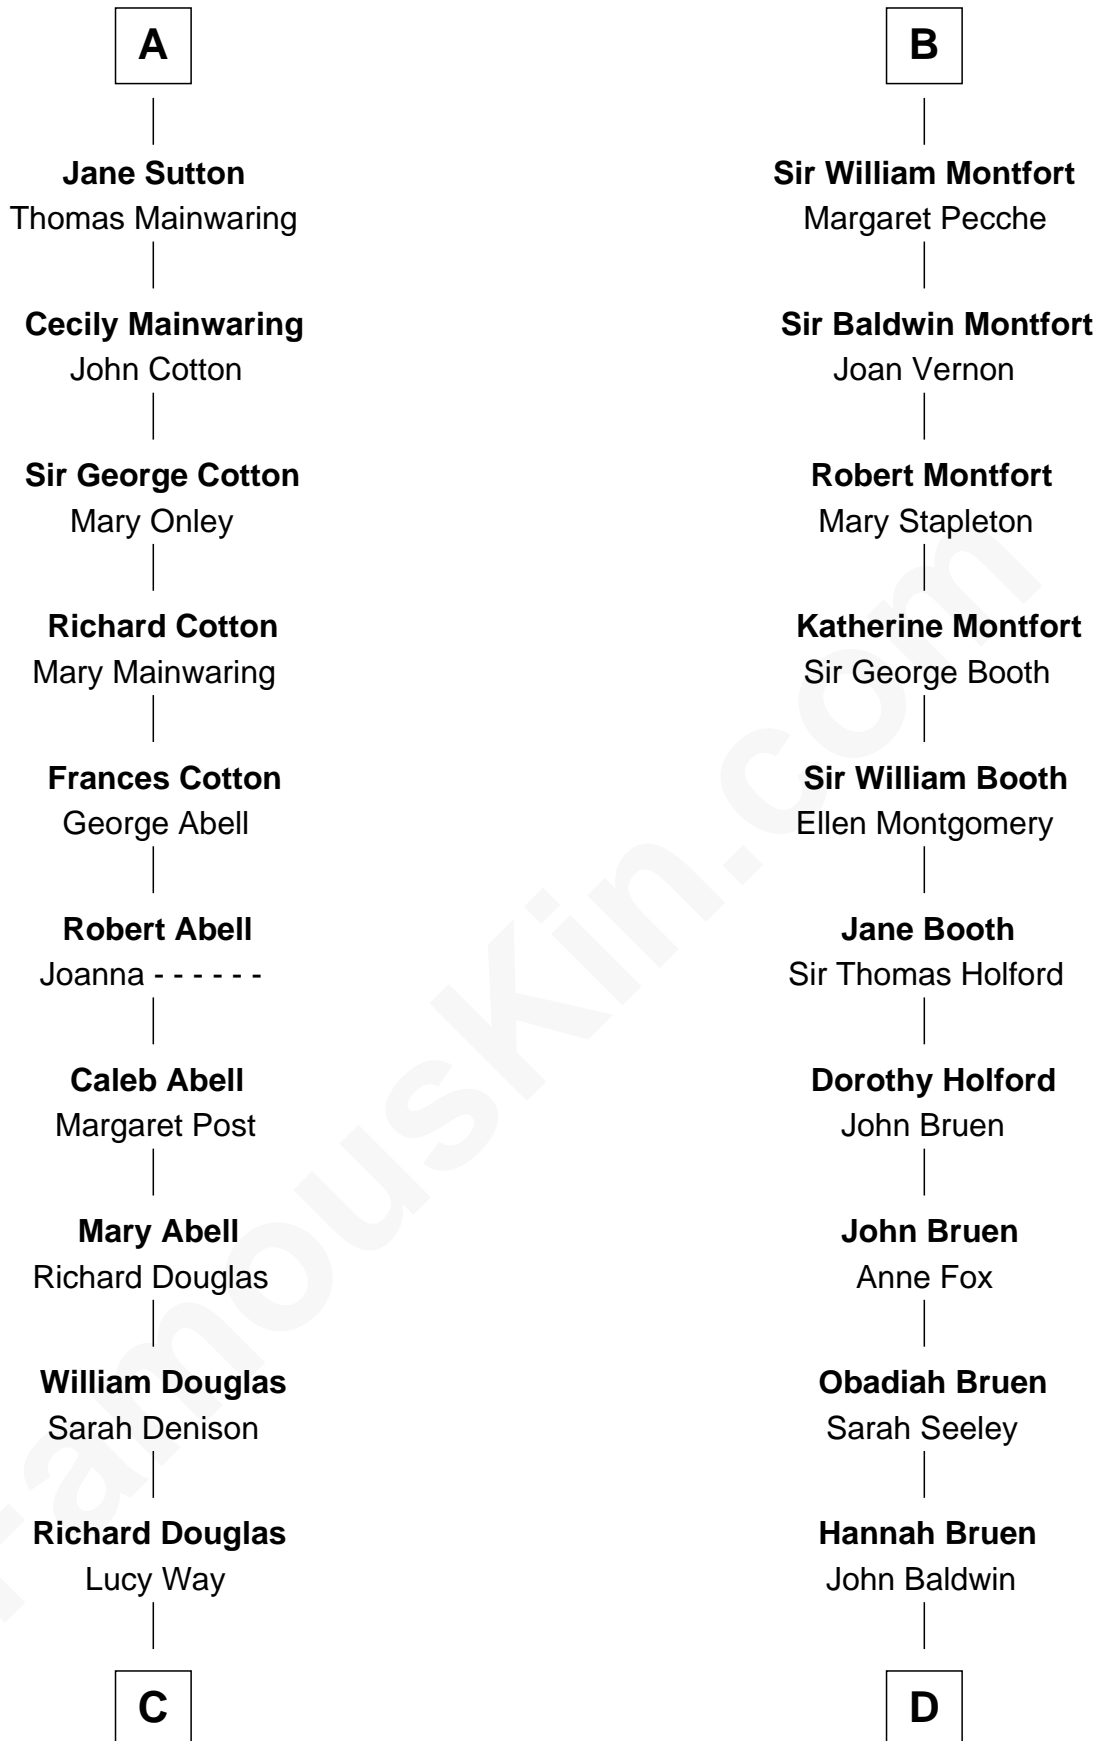 A
Jane Sutton
Thomas Mainwaring
Cecily Mainwaring
John Cotton
Sir George Cotton
Mary Onley
Richard Cotton
Mary Mainwaring
Frances Cotton
George Abell
Robert Abell
Joanna - - - - - -
Caleb Abell
Margaret Post
Mary Abell
Richard Douglas
William Douglas
Sarah Denison
Richard Douglas
Lucy Way
C
B
Sir William Montfort
Margaret Pecche
Sir Baldwin Montfort
Joan Vernon
Robert Montfort
Mary Stapleton
Katherine Montfort
Sir George Booth
Sir William Booth
Ellen Montgomery
Jane Booth
Sir Thomas Holford
Dorothy Holford
John Bruen
John Bruen
Anne Fox
Obadiah Bruen
Sarah Seeley
Hannah Bruen
John Baldwin
D
FamousKin.com